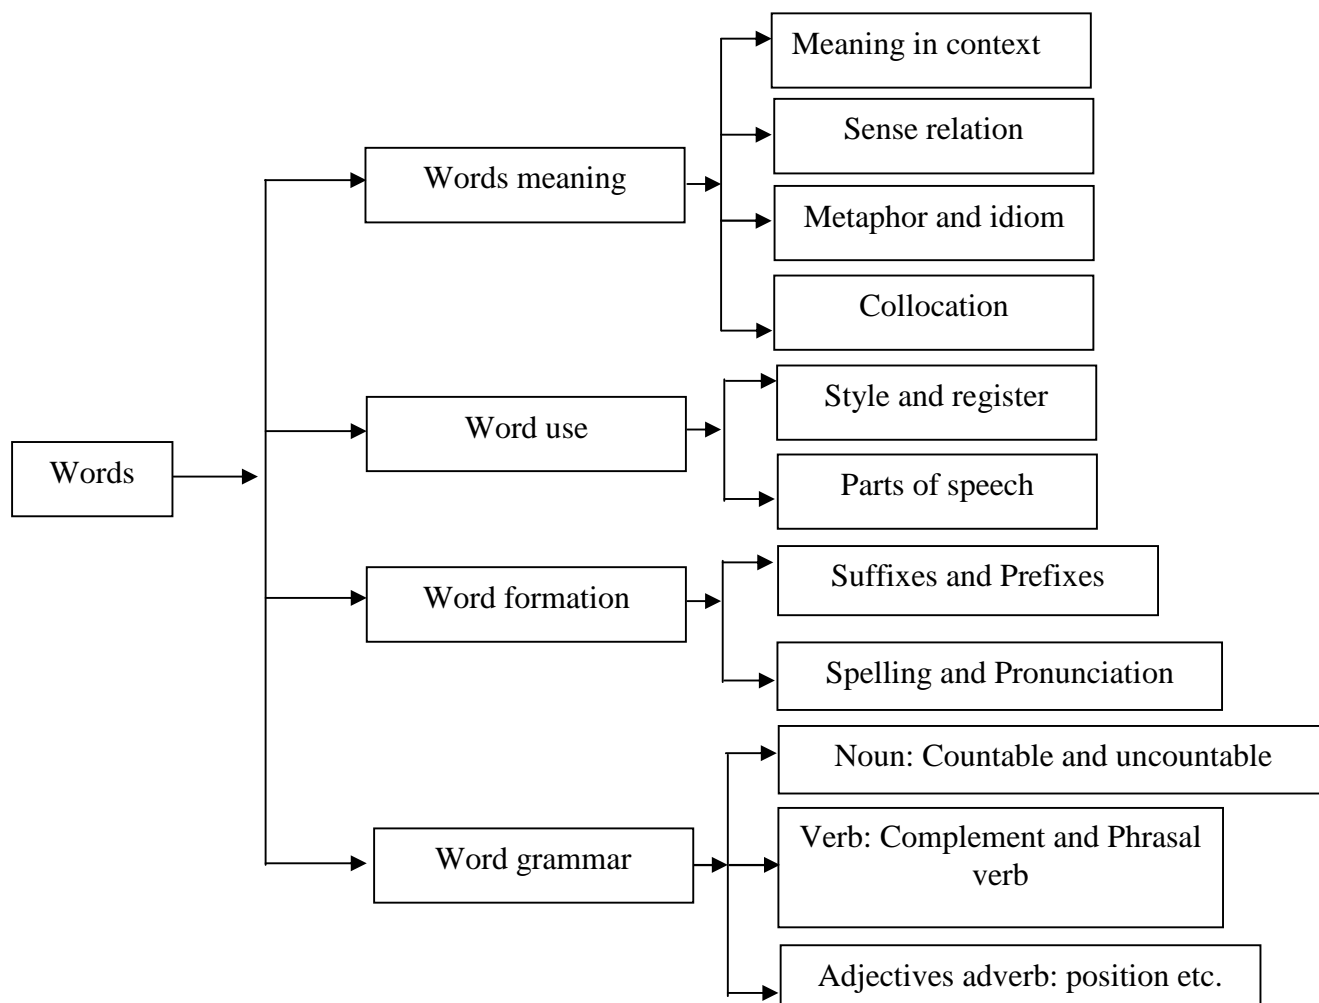 Meaning in context
Sense relation
Words meaning
Metaphor and idiom
Collocation
Style and register
Word use
Parts of speech
Words
Suffixes and Prefixes
Word formation
Spelling and Pronunciation
Noun: Countable and uncountable
Verb: Complement and Phrasal
verb
Word grammar
Adjectives adverb: position etc.